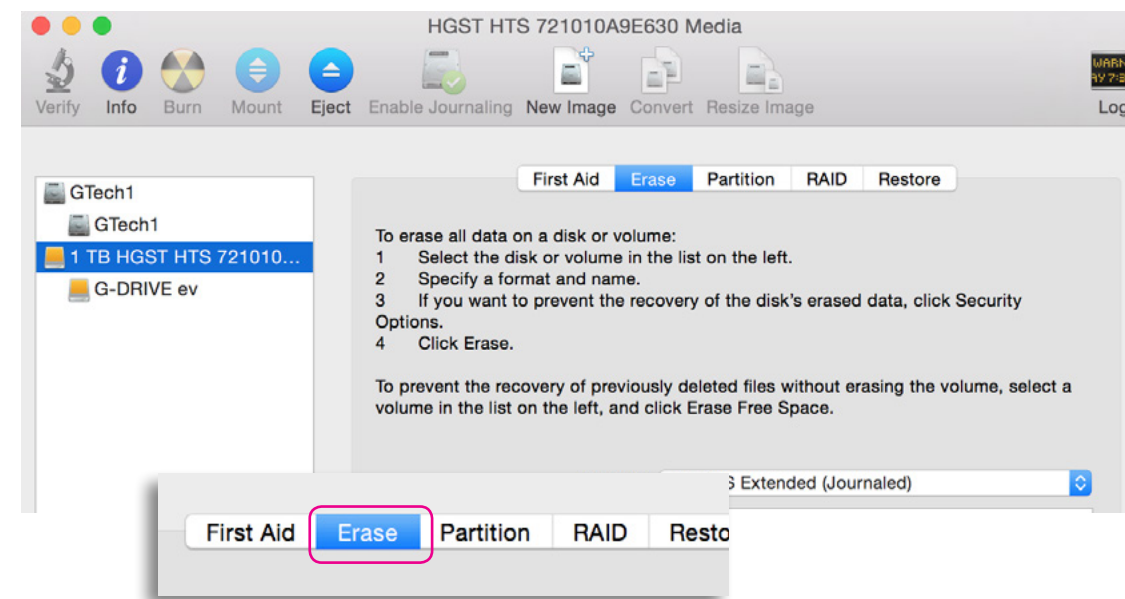 HGST HTS 721010A9E630 Media
Verify Info Burn Mount Eject Enable Journaling New Image Convert Resize Image
WARN
First Aid Erase Partition RAID Restore
GTech1
GTech1
1 TB HGST HTS 721010...
G-DRIVE ev
To erase all data on a disk or volume:
1 Select the disk or volume in the list on the left.
2 Specify a format and name.
3 If you want to prevent the recovery of the disk's erased data, click Security
Options.
4 Click Erase.
To prevent the recovery of previously deleted files without erasing the volume, select a
volume in the list on the left, and click Erase Free Space.
S Extended (Journaled)
First Aid Erase Partition RAID Resto